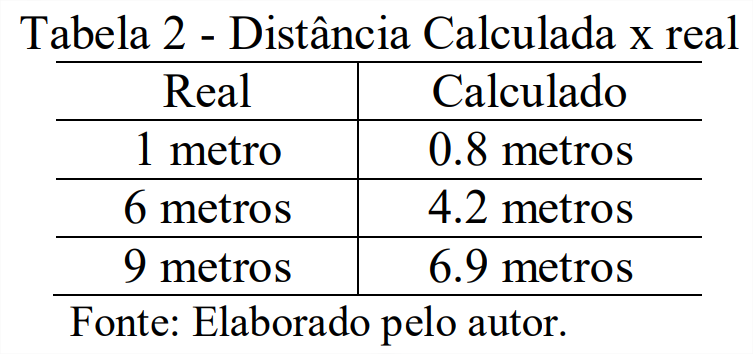 Tabela 2 - Distância Calculada x real
Real Calculado
1 metro 0.8 metros
6 metros 4.2 metros
9 metros 6.9 metros
Fonte: Elaborado pelo autor.